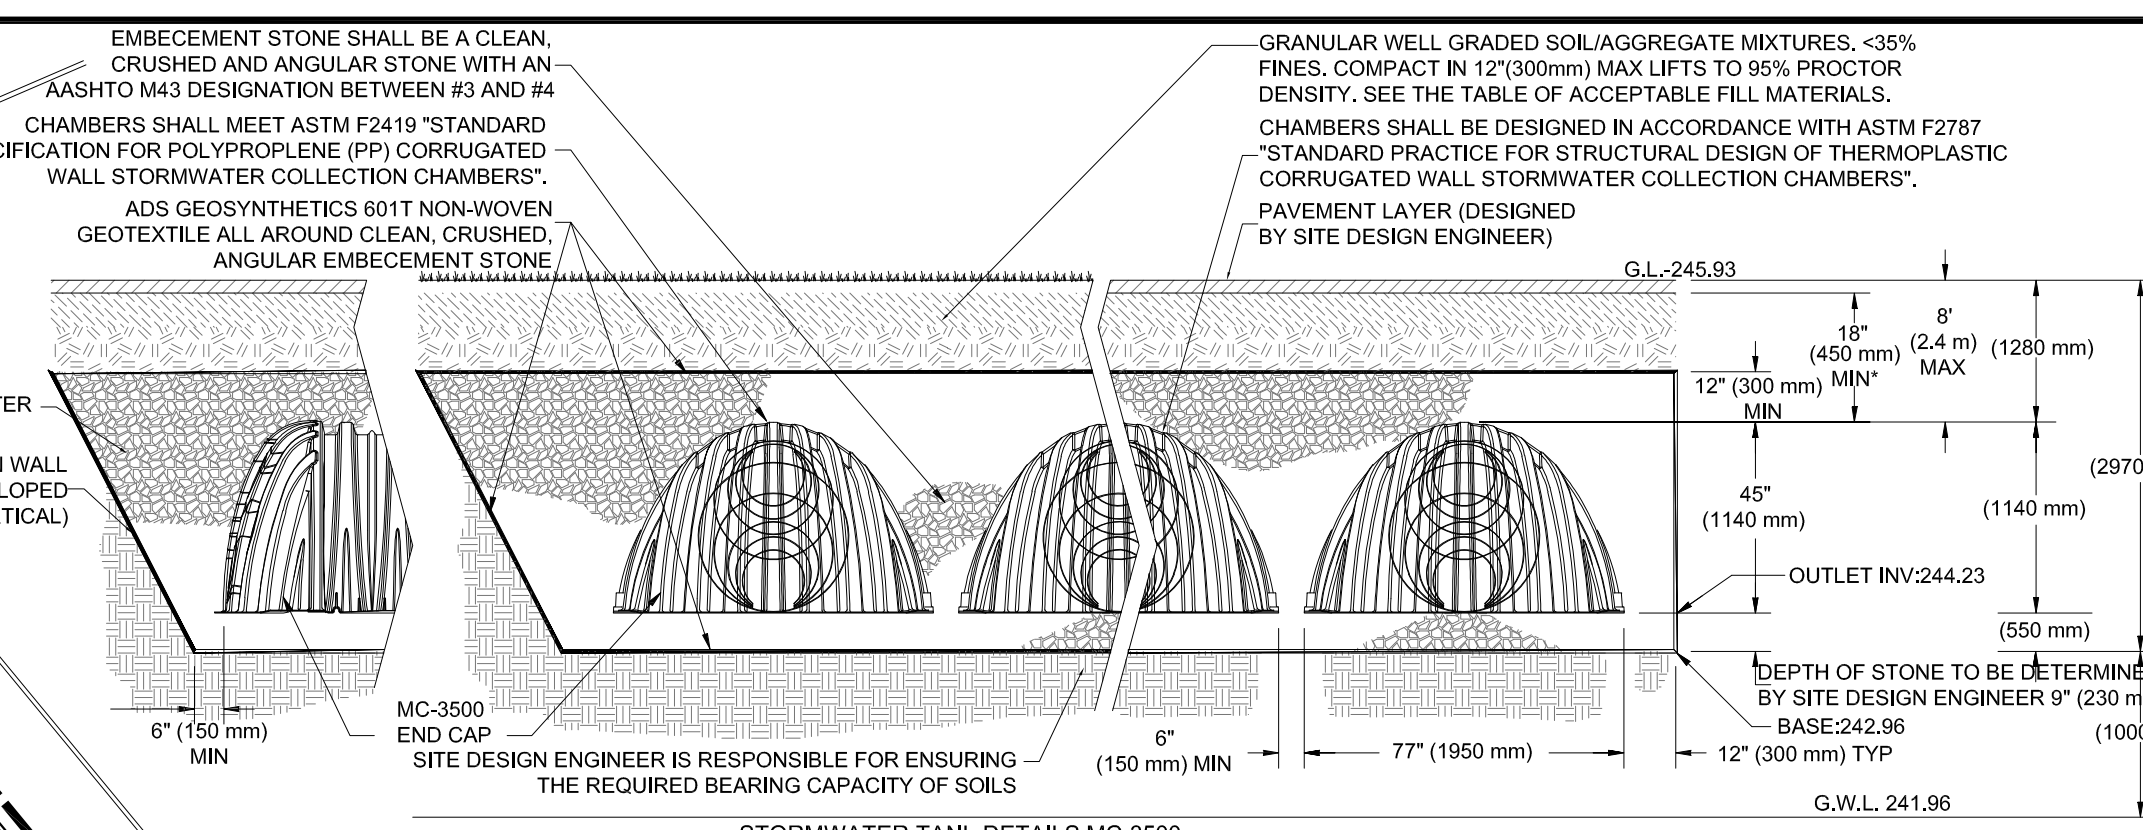 EMBECEMENT STONE SHALL BE A CLEAN,
CRUSHED AND ANGULAR STONE WITH AN
AASHTO M43 DESIGNATION BETWEEN #3 AND #4
CHAMBERS SHALL MEET ASTM F2419 "STANDARD
CIFICATION FOR POLYPROPLENE (PP) CORRUGATED
WALL STORMWATER COLLECTION CHAMBERS".
ADS GEOSYNTHETICS 601T NON-WOVEN
GEOTEXTILE ALL AROUND CLEAN, CRUSHED,
ANGULAR EMBECEMENT STONE
GRANULAR WELL GRADED SOIL/AGGREGATE MIXTURES. <35%
FINES. COMPACT IN 12"(300mm) MAX LIFTS TO 95% PROCTOR
DENSITY. SEE THE TABLE OF ACCEPTABLE FILL MATERIALS.
CHAMBERS SHALL BE DESIGNED IN ACCORDANCE WITH ASTM F2787
"STANDARD PRACTICE FOR STRUCTURAL DESIGN OF THERMOPLASTIC
CORRUGATED WALL STORMWATER COLLECTION CHAMBERS".
PAVEMENT LAYER (DESIGNED
BY SITE DESIGN ENGINEER)
G.L.-245.93
18"
(450 mm)
MIN*
8'
(2.4 m)
MAX
(1280 mm)
12" (300 mm)
MIN
TER
N WALL
LOPED
TICAL)
(2970
45"
(1140 mm)
(1140 mm)
OUTLET INV:244.23
(550 mm)
DEPTH OF STONE TO BE DETERMINE
BY SITE DESIGN ENGINEER 9" (230 m
BASE:242.96
(1000
12" (300 mm) TYP
6" (150 mm)
MIN
MC-3500
END CAP
SITE DESIGN ENGINEER IS RESPONSIBLE FOR ENSURING
THE REQUIRED BEARING CAPACITY OF SOILS
6"
(150 mm) MIN
77" (1950 mm)
G.W.L. 241.96
STORMWATER TANL DETAILS MC-3500